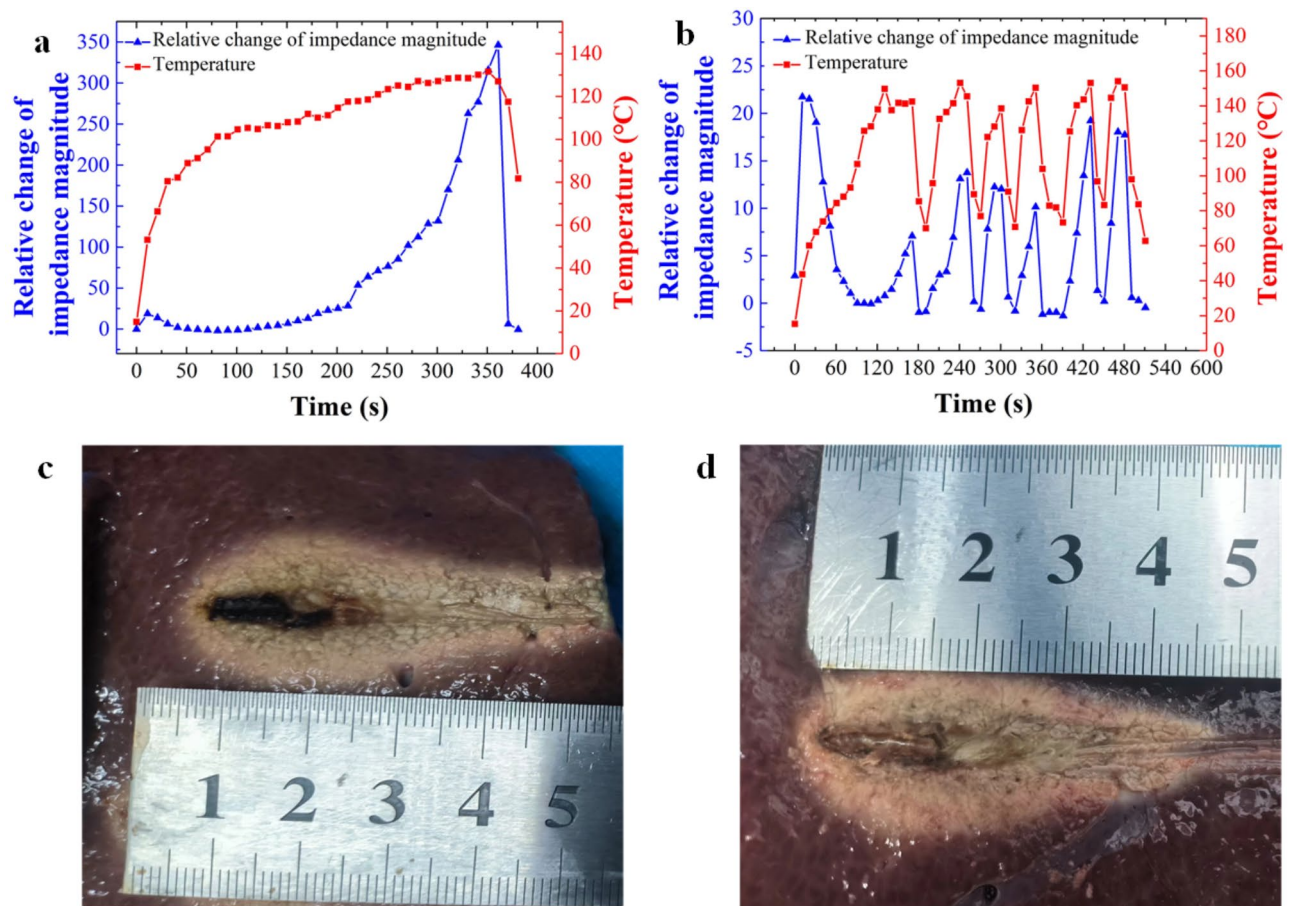 a
Relative change of impedance magnitude
Temperature
Relative change of
impedance magnitude
350
300
250
200
150
100
50
0
140
120
100
80
60
40
20
0
Temperature (℃)
0 50 100 150 200 250 300 350 400
Time (s)
b
Relative change of impedance magnitude
Temperature
Relative change of
impedance magnitude
30
25
20
15
10
5
0
-5
180
160
140
120
100
80
60
40
20
0
Temperature (℃)
0 60 120 180 240 300 360 420 480 540 600
Time (s)
c
1 2 3 4 5
d
1 2 3 4 5